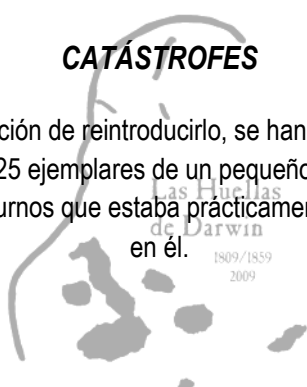 CATÁSTROFES
ción de reintroducirlo, se han
25 ejemplares de un pequeño
Las Huellas
urnos que estaba prácticamen
de Darwin
en él.
1809/1859
2009